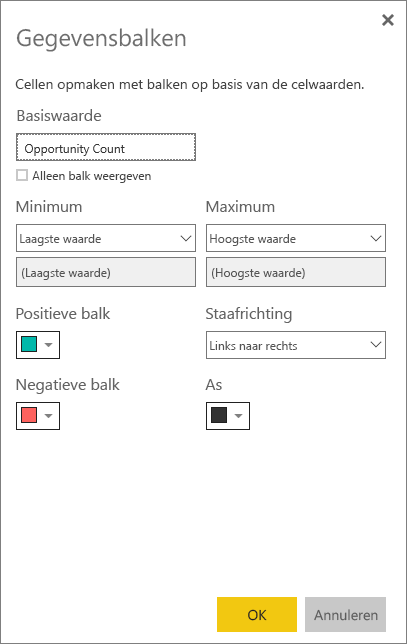 Gegevensbalken
Cellen opmaken met balken op basis van de celwaarden.
Basiswaarde
Opportunity Count
Alleen balk weergeven
Minimum
Maximum
Laagste waarde
Hoogste waarde
(Laagste waarde)
(Hoogste waarde)
Positieve balk
Staafrichting
Links naar rechts
Negatieve balk
As
OK
Annuleren